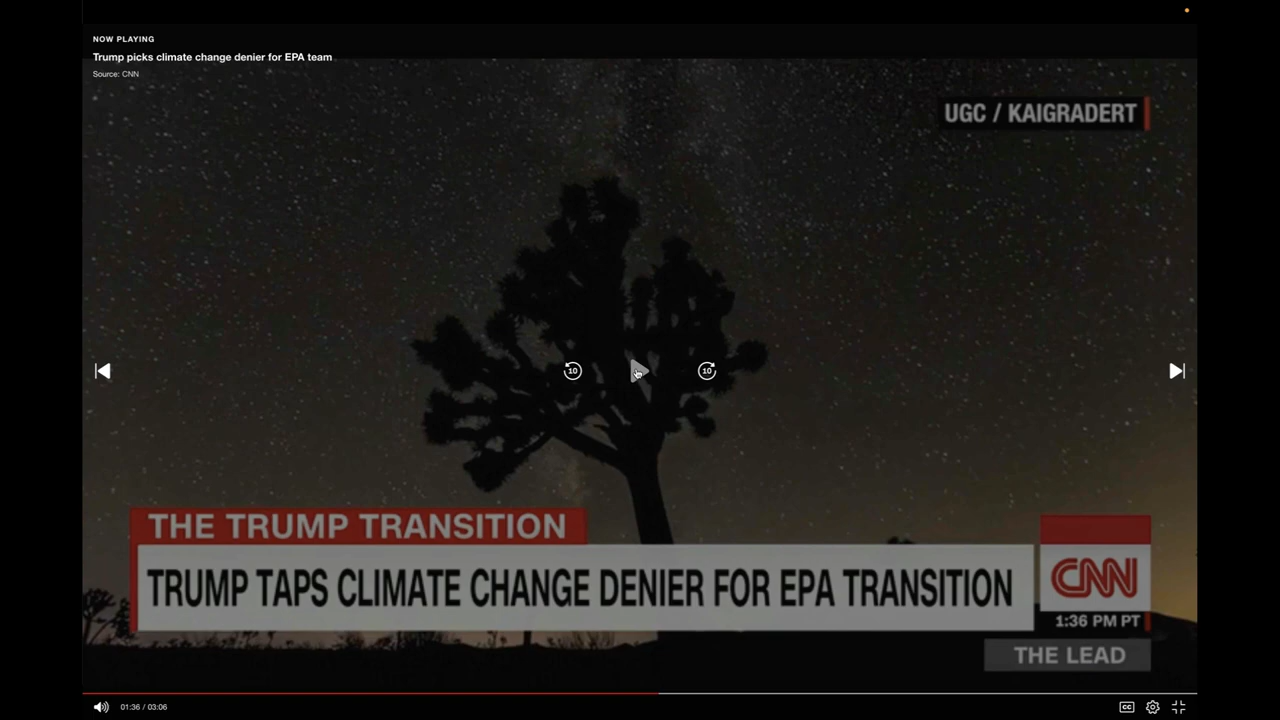 NOW PLAYING
Trump picks climate change denier for EPA team
Source: CNN
UGC / KAIGRADERT
10
10
THE TRUMP TRANSITION
TRUMP TAPS CLIMATE CHANGE DENIER FOR EPA TRANSITION
CNN
1:36 PM PT
THE LEAD
01:36 / 03:06
CC